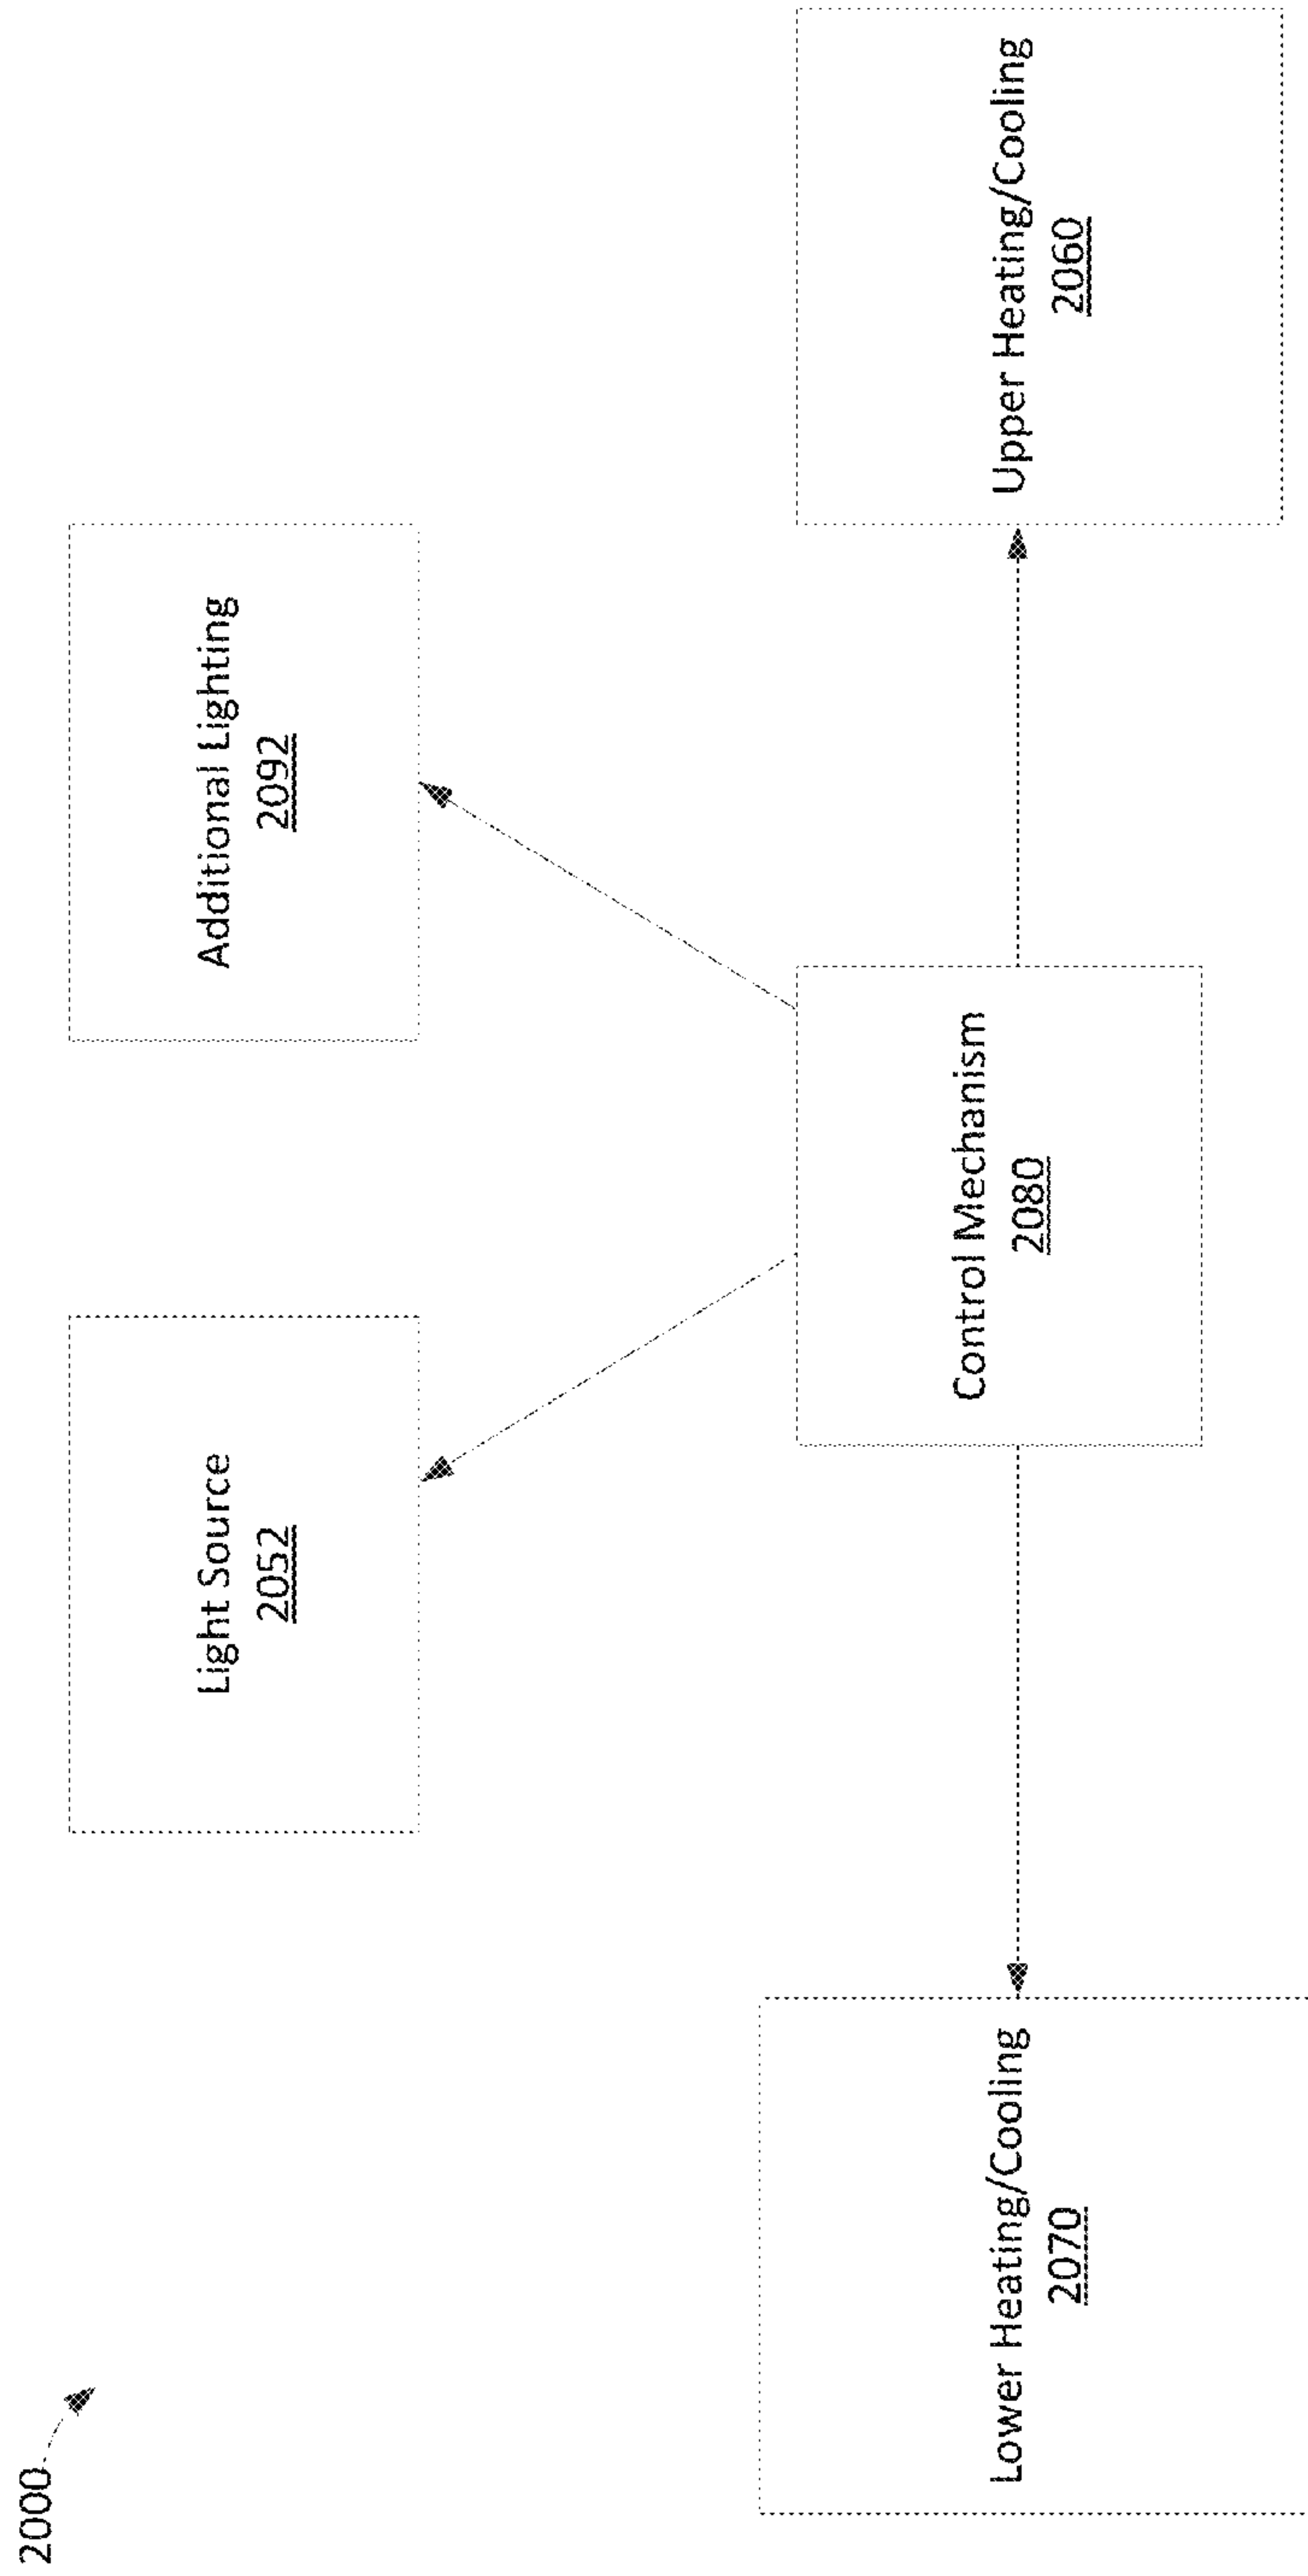 2000
Light Source
2052
Additional Lighting
2092
Lower Heating/Cooling
2070
Control Mechanism
2080
Upper Heating/Cooling
2060